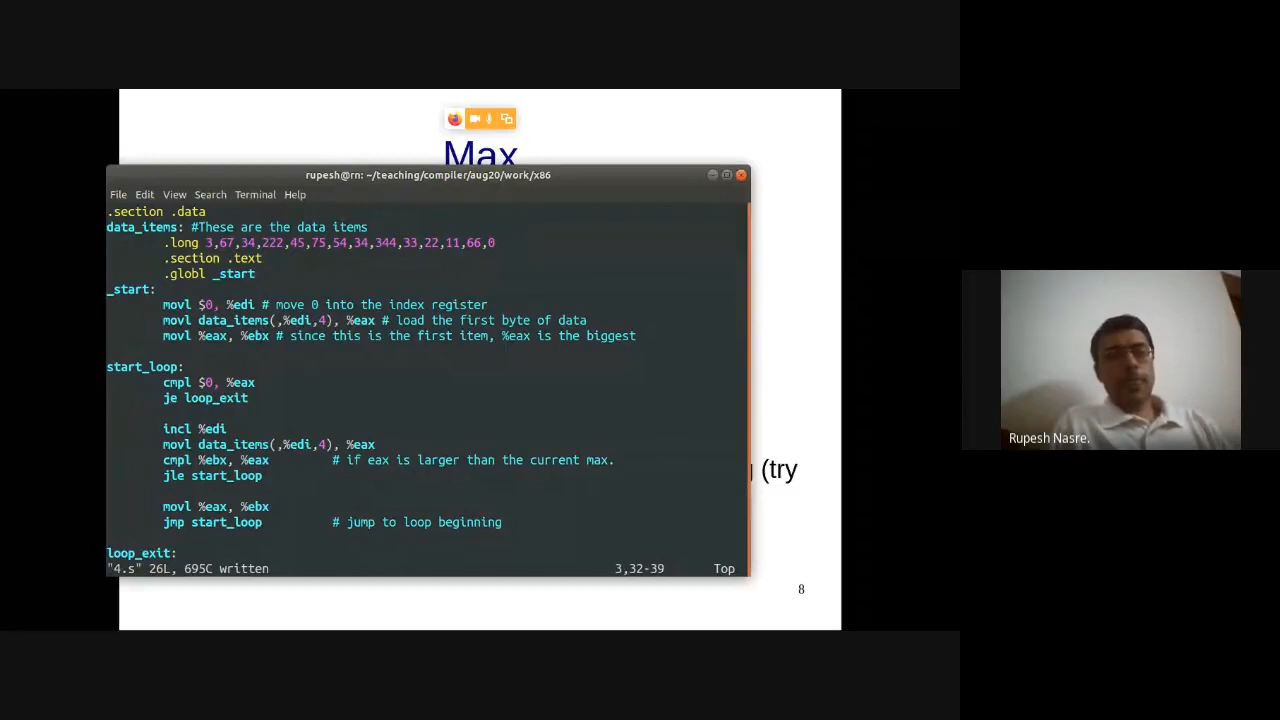 Max
rupesh@rn: ~/teaching/compiler/aug20/work/x86
File Edit View Search Terminal Help
.section .data
data_items: #These are the data items
.long 3,67,34,222,45,75,54,34,344,33,22,11,66,0
.section .text
.globl _start
_start:
movl $0, %edi # move 0 into the index register
movl data_items(,%edi,4), %eax # load the first byte of data
movl %eax, %ebx # since this is the first item, %eax is the biggest
start_loop:
cmpl $0, %eax
je loop_exit
incl %edi
movl data_items(,%edi,4), %eax
cmpl %ebx, %eax # if eax is larger than the current max.
jle start_loop
movl %eax, %ebx
jmp start_loop # jump to loop beginning
loop_exit:
"4.s" 26L, 695C written 3,32-39 Top
(try
8
Rupesh Nasre.